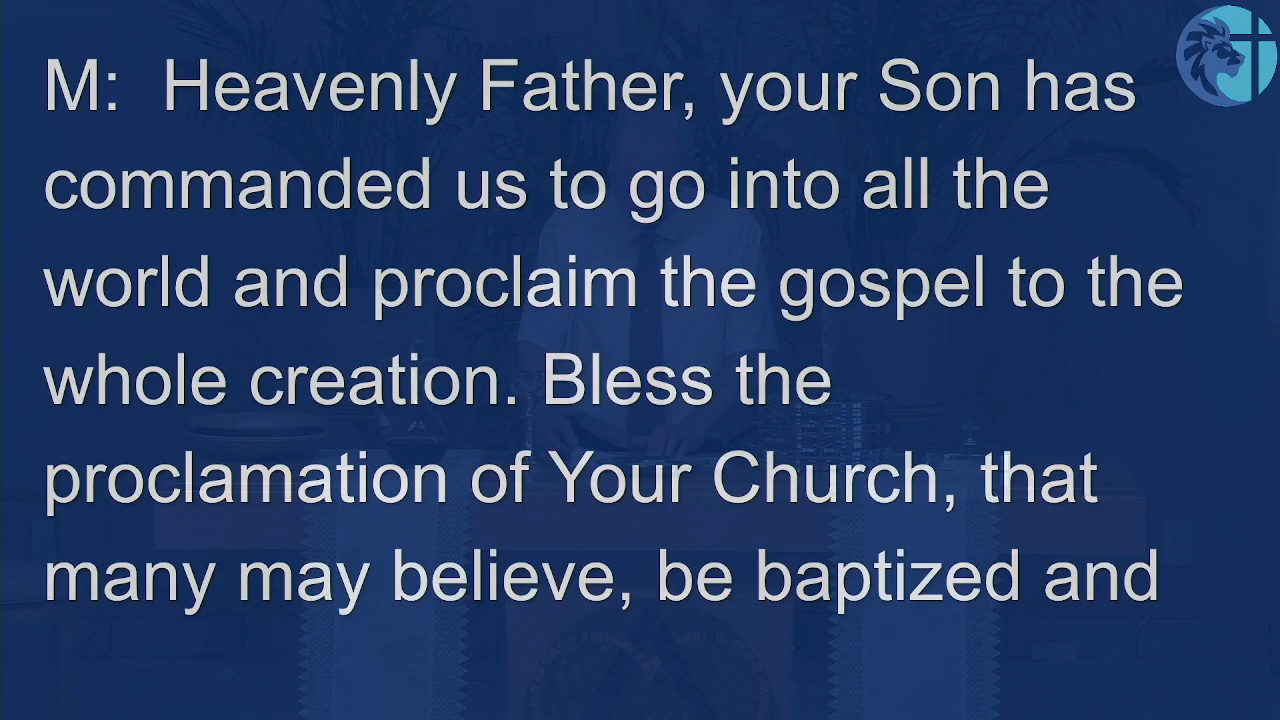 M:  Heavenly Father, your Son has
commanded us to go into all the
world and proclaim the gospel to the
whole creation. Bless the
proclamation of Your Church, that
many may believe, be baptized and